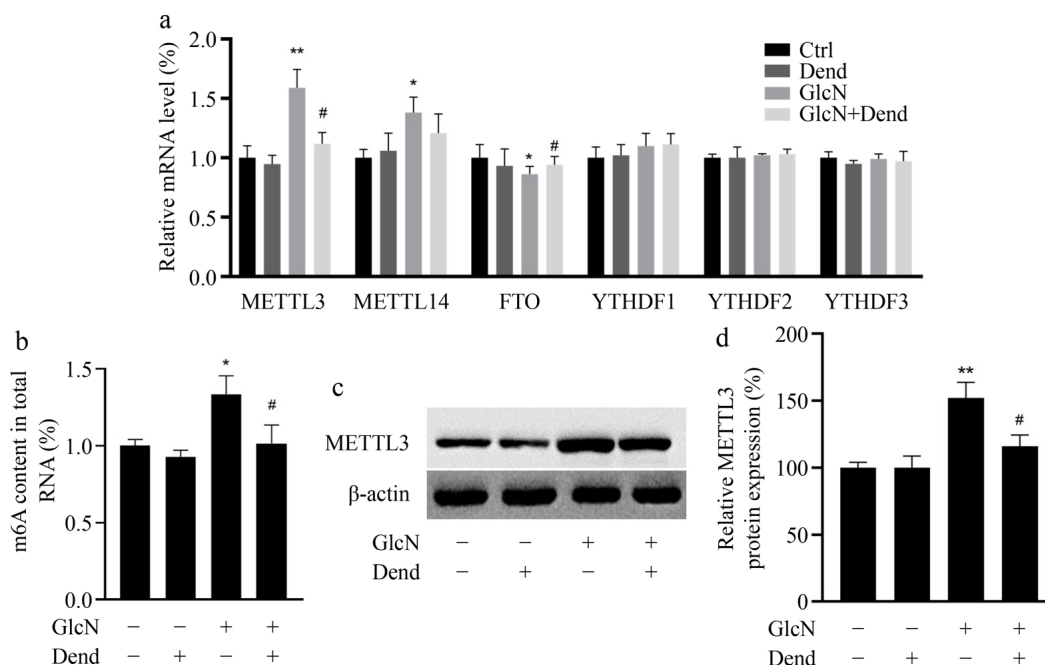 a
Relative mRNA level (%)
2.0
1.5
1.0
0.5
0.0
** # * * #
Ctrl
Dend
GlcN
GlcN+Dend
METTL3 METTL14 FTO YTHDF1 YTHDF2 YTHDF3
b
m6A content in total
RNA (%)
1.5
1.0
0.5
0.0
* #
GlcN − − + +
Dend − + − +
c
METTL3
β-actin
GlcN − − + +
Dend − + − +
d
Relative METTL3
protein expression (%)
200
150
100
50
0
** #
GlcN − − + +
Dend − + − +